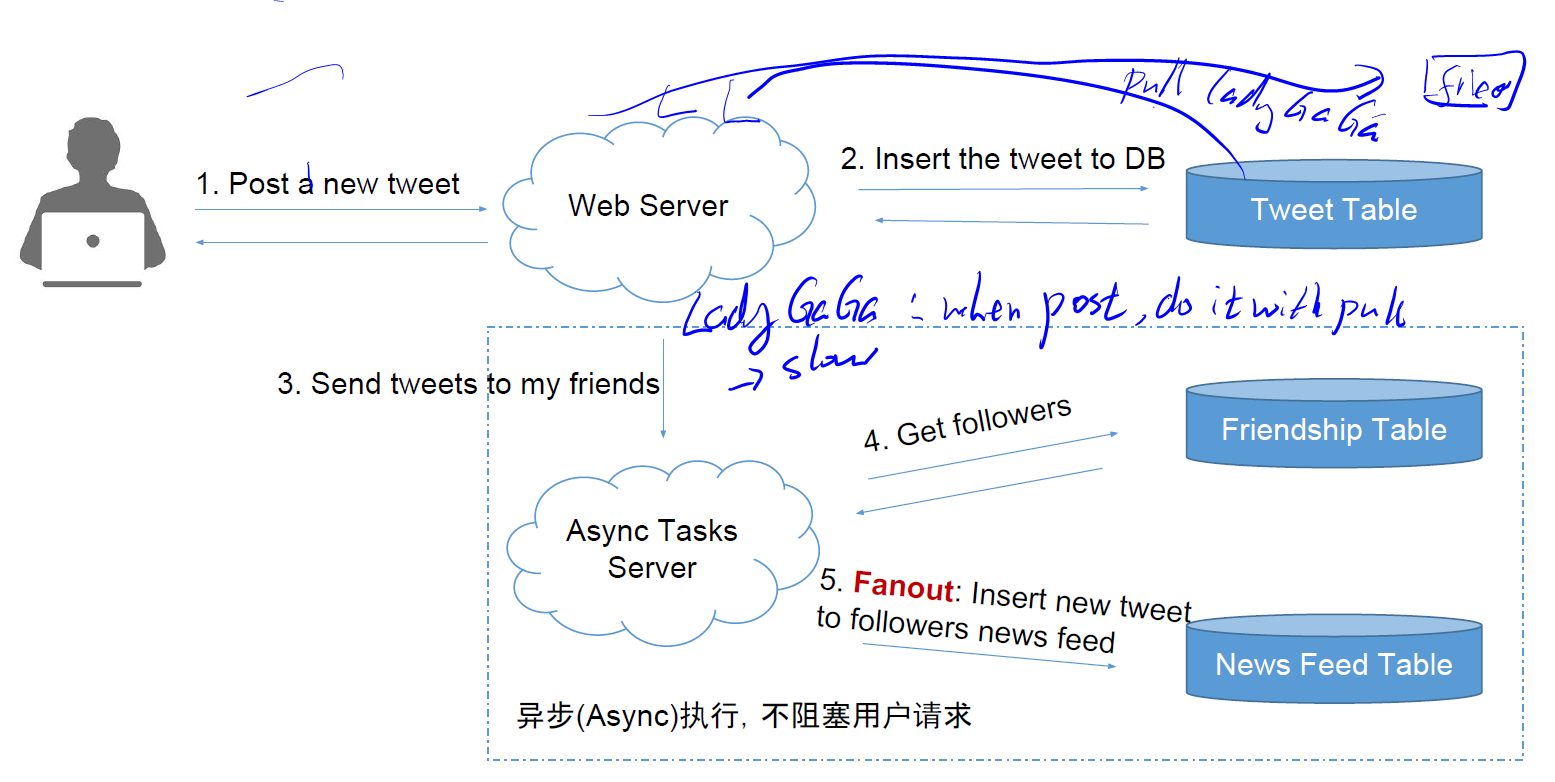 pull Lady GaGa
1. Post a new tweet
Web Server
2. Insert the tweet to DB
Tweet Table
Lady GaGa : when post, do it with pull
→ slow
3. Send tweets to my friends
4. Get followers
Friendship Table
Async Tasks
Server
5. Fanout: Insert new tweet
to followers news feed
News Feed Table
异步(Async)执行，不阻塞用户请求